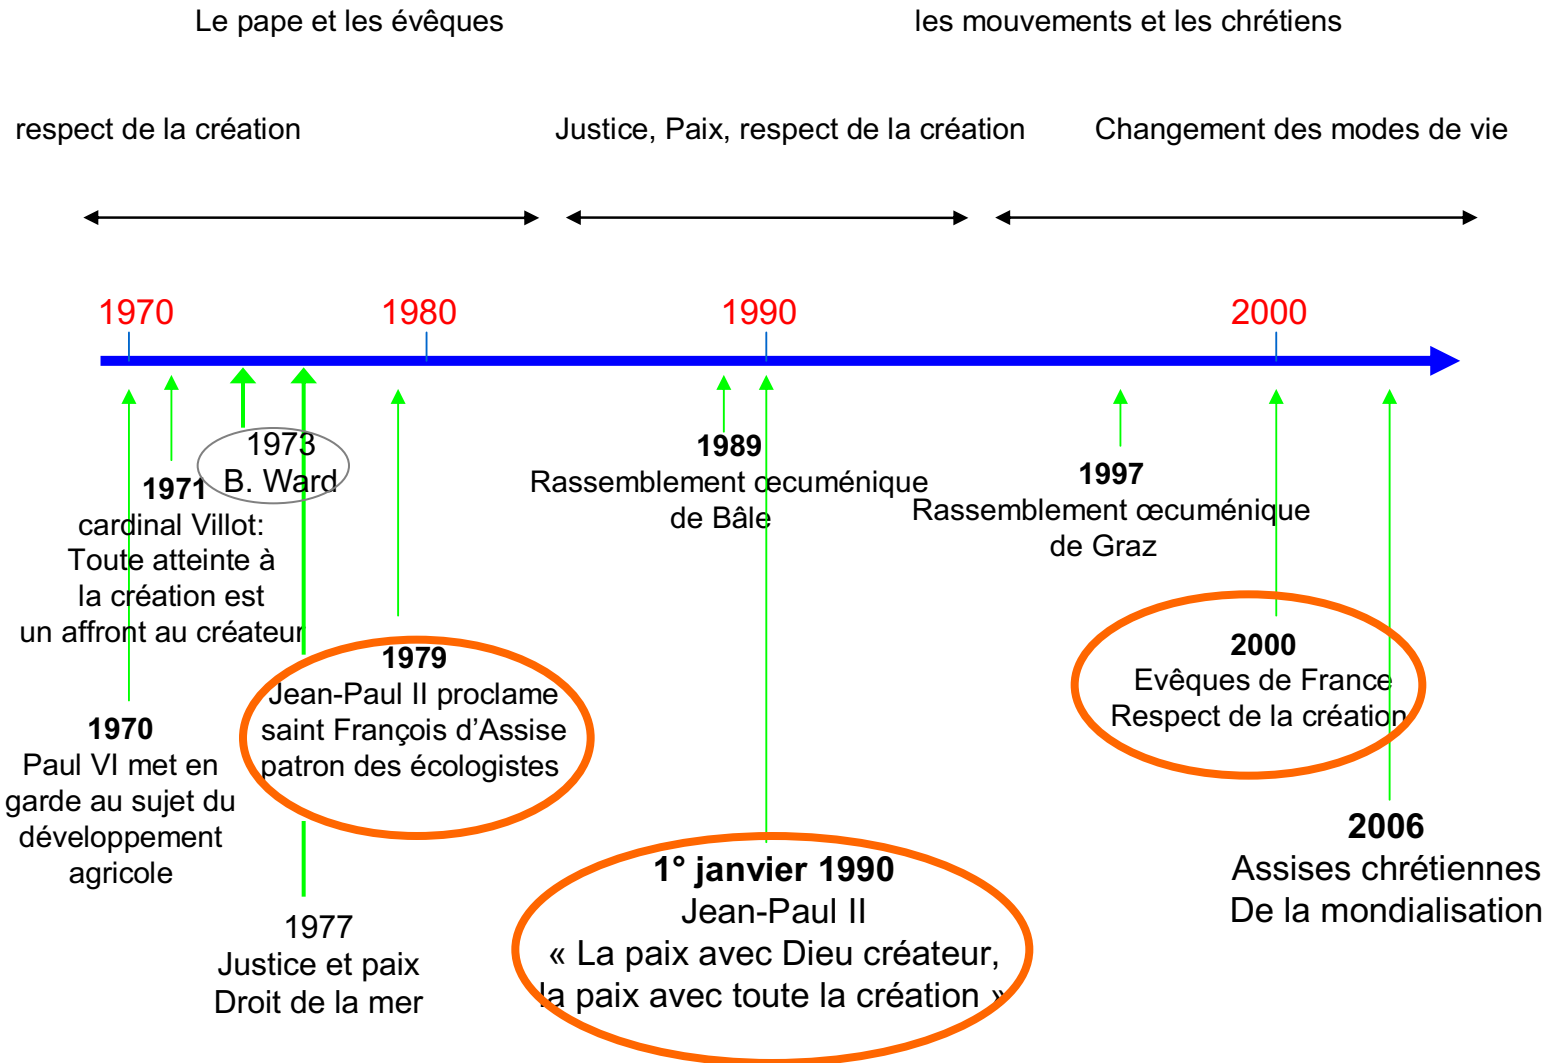 Le pape et les évêques
les mouvements et les chrétiens
respect de la création
Justice, Paix, respect de la création
Changement des modes de vie
1970
1980
1990
2000
1973
B. Ward
1971
cardinal Villot:
Toute atteinte à
la création est
un affront au créateur
1970
Paul VI met en
garde au sujet du
développement
agricole
1977
Justice et paix
Droit de la mer
1979
Jean-Paul II proclame
saint François d’Assise
patron des écologistes
1989
Rassemblement œcuménique
de Bâle
1° janvier 1990
Jean-Paul II
« La paix avec Dieu créateur,
la paix avec toute la création »
1997
Rassemblement œcuménique
de Graz
2000
Evêques de France
Respect de la création
2006
Assises chrétiennes
De la mondialisation